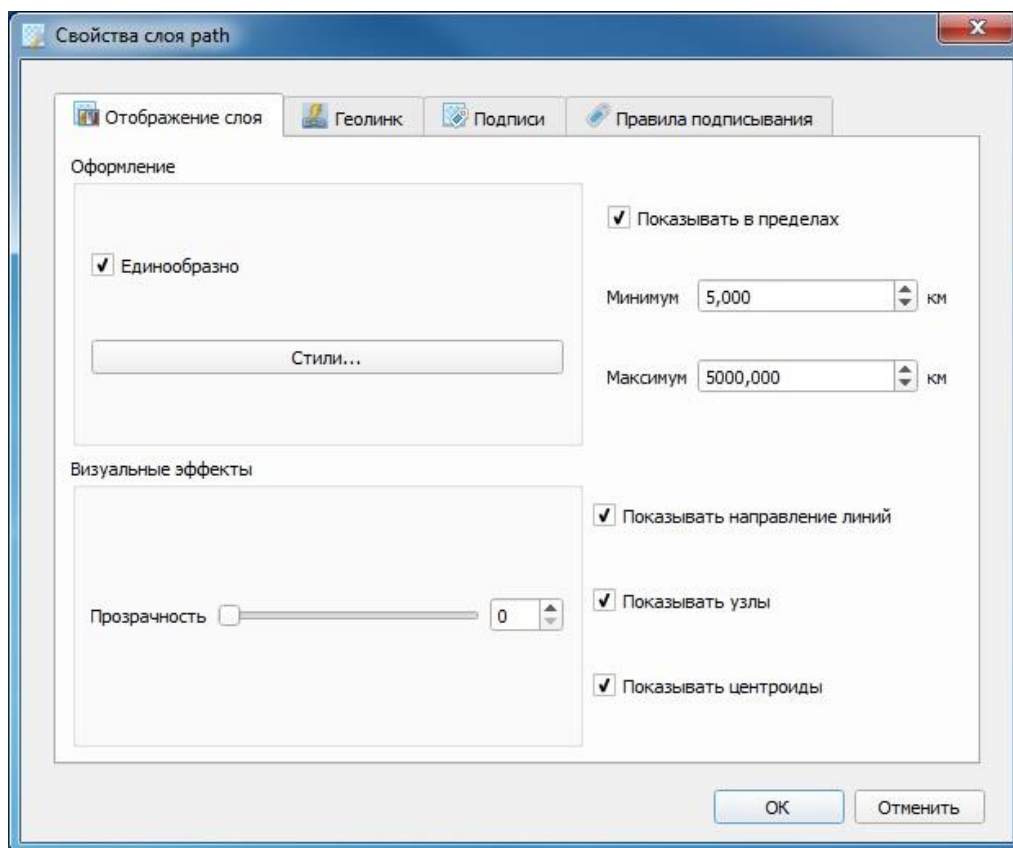 Свойства слоя path
Отображение слоя
Геолинк
Подписи
Правила подписывания
Оформление
Единообразно
Стили...
Показывать в пределах
Минимум 5,000 км
Максимум 5000,000 км
Визуальные эффекты
Прозрачность 0
Показывать направление линий
Показывать узлы
Показывать центроиды
OK
Отменить